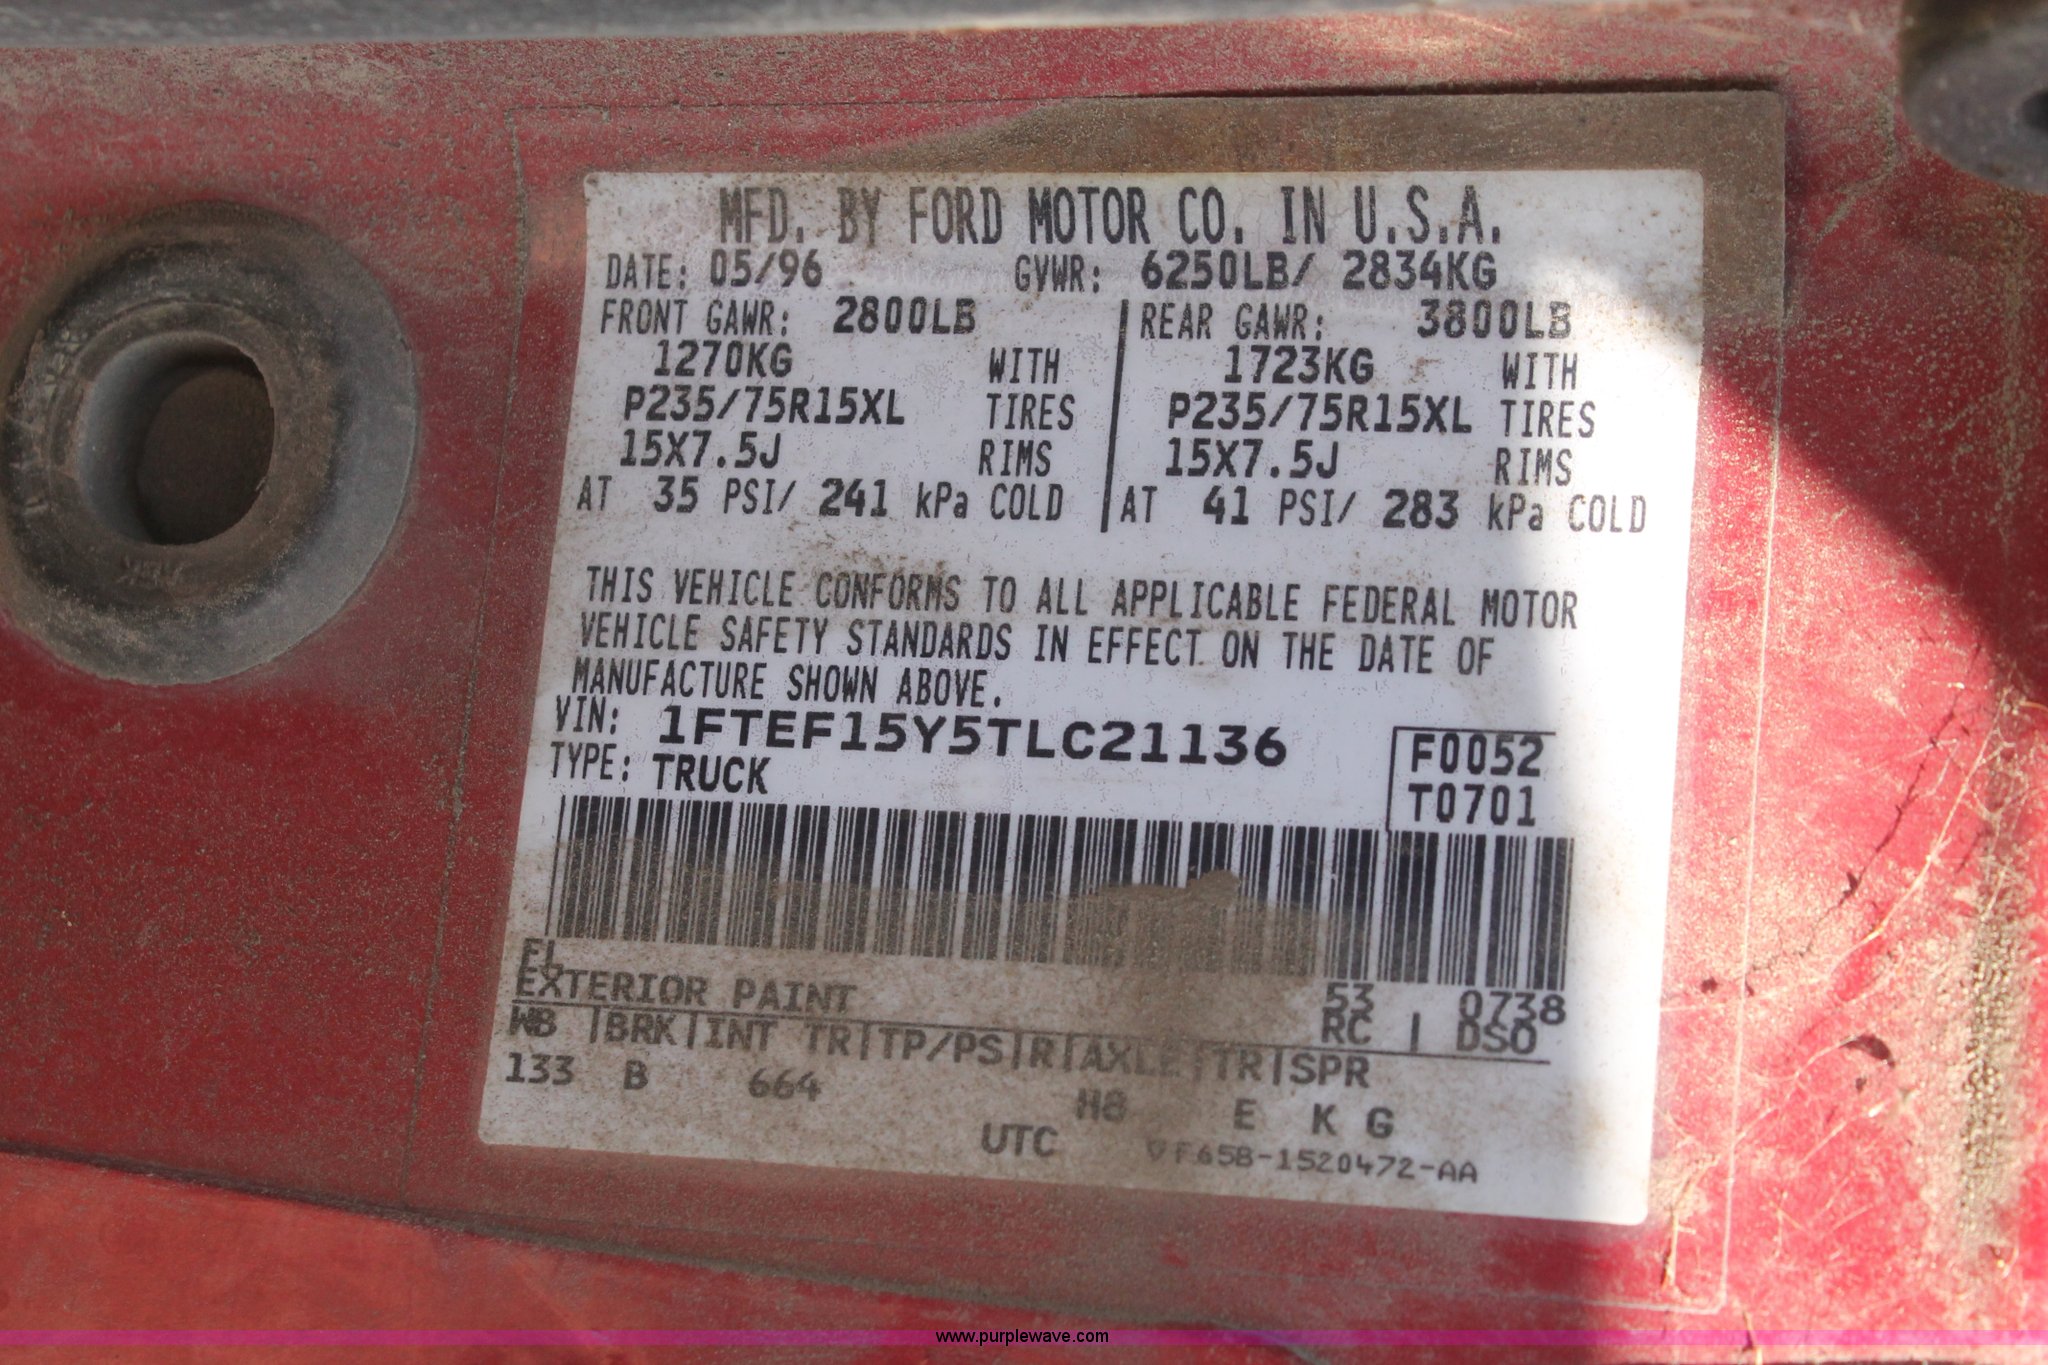 MFD. BY FORD MOTOR CO. IN U.S.A.
DATE: 05/96 GVWR: 6250LB/ 2834KG
FRONT GAWR: 2800LB REAR GAWR: 3800LB
1270KG WITH 1723KG WITH
P235/75R15XL TIRES P235/75R15XL TIRES
15X7.5J RIMS 15X7.5J RIMS
AT 35 PSI/ 241 kPa COLD AT 41 PSI/ 283 kPa COLD
THIS VEHICLE CONFORMS TO ALL APPLICABLE FEDERAL MOTOR
VEHICLE SAFETY STANDARDS IN EFFECT ON THE DATE OF
MANUFACTURE SHOWN ABOVE.
VIN: 1FTEF15Y5TLC21136 F0052
TYPE: TRUCK T0701
FL 53 0738
EXTERIOR PAINT RC | DSO
WB |BRK|INT TR|TP/PS|R|AXLE|TR|SPR
133 B 664 H8 E K G
UTC F65B-1520472-AA
www.purplewave.com